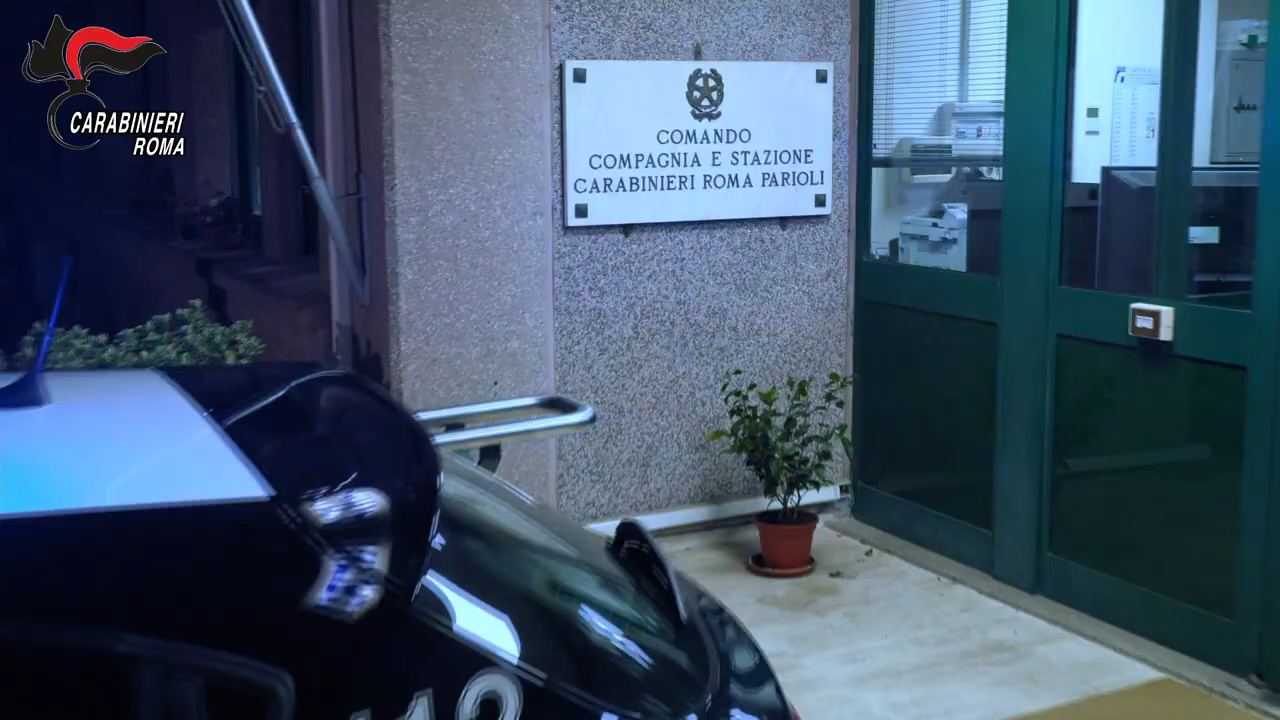 CARABINIERI
ROMA
COMANDO
COMPAGNIA E STAZIONE
CARABINIERI ROMA PARIOLI